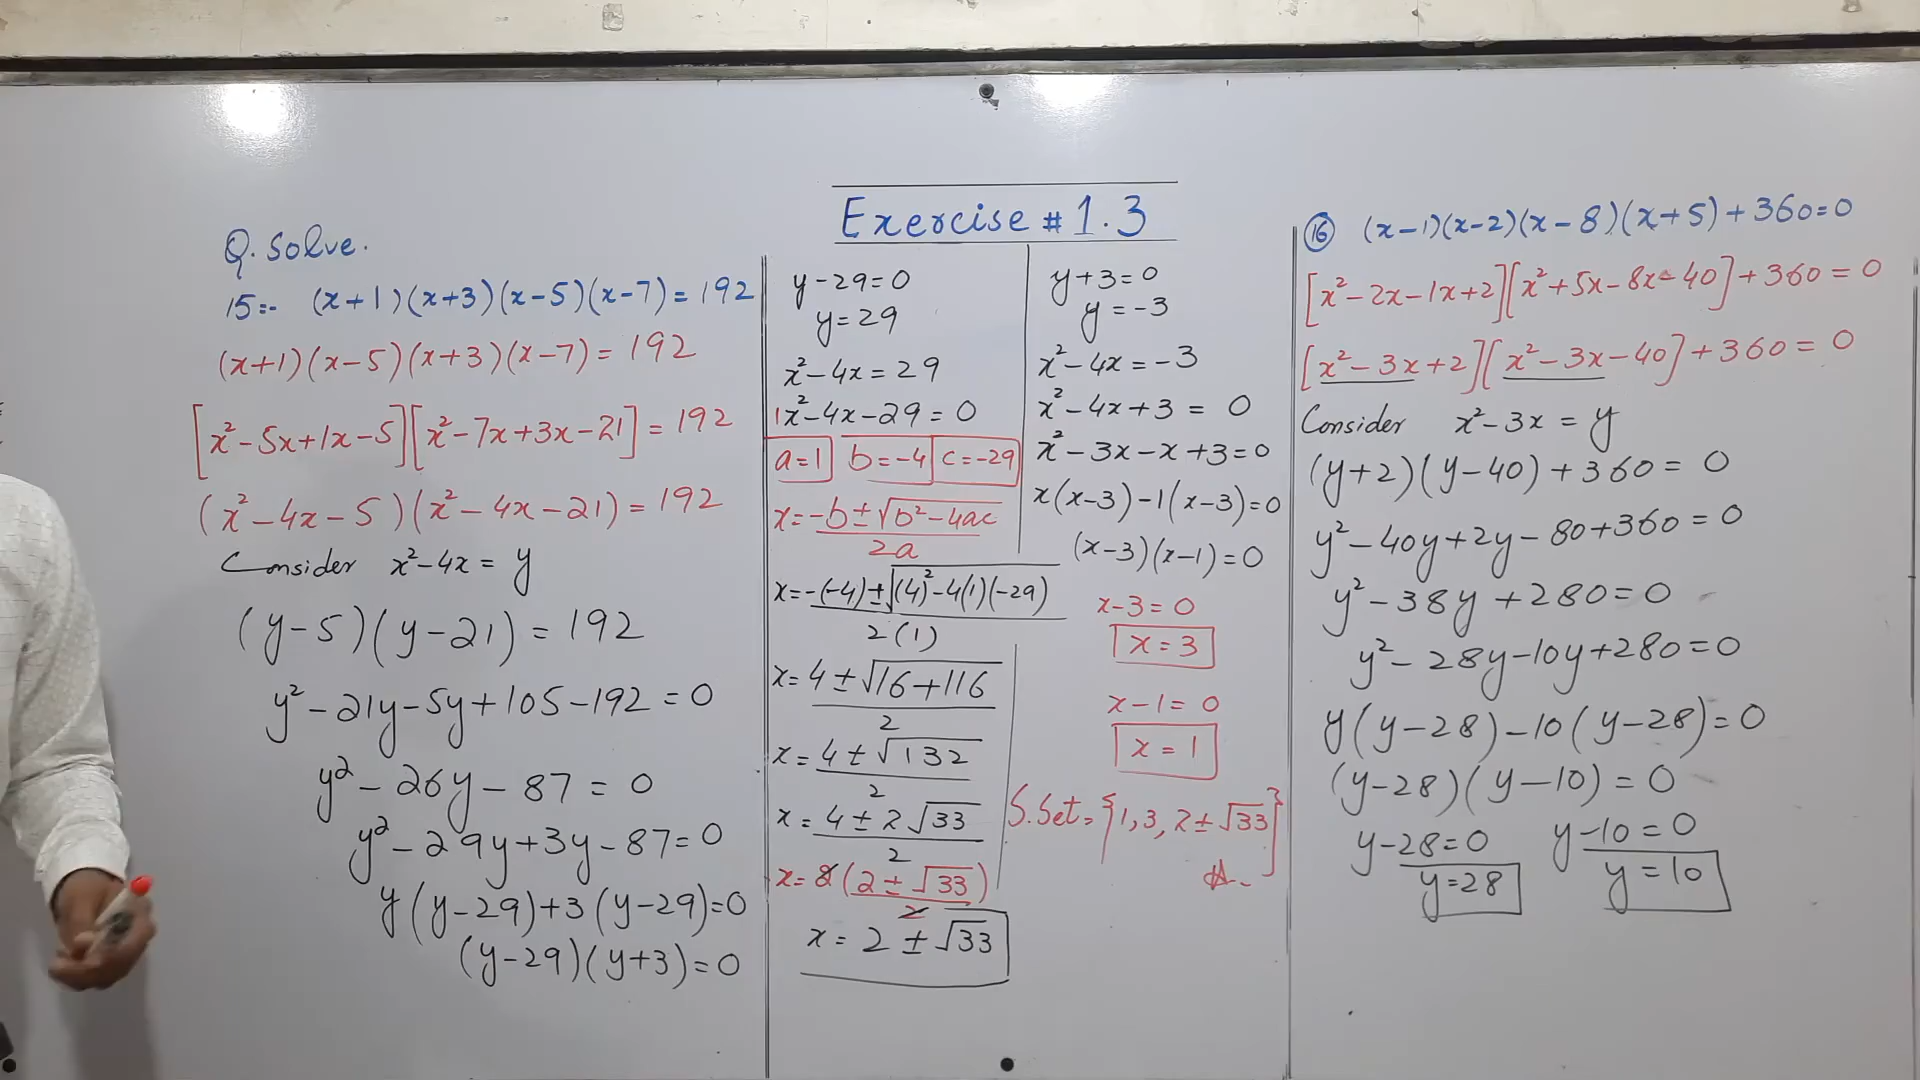 Exercise # 1.3
Q. Solve.
15:- (x+1)(x+3)(x-5)(x-7) = 192
(x+1)(x-5)(x+3)(x-7) = 192
[x²-5x+1x-5][x²-7x+3x-21] = 192
(x²-4x-5)(x²-4x-21) = 192
Consider x²-4x = y
(y-5)(y-21) = 192
y²-21y-5y+105-192 = 0
y²-26y-87 = 0
y²-29y+3y-87 = 0
y(y-29)+3(y-29)=0
(y-29)(y+3)=0
y-29=0
y=29
x²-4x = 29
1x²-4x-29 = 0
a=1 b=-4 c=-29
x = -b±√b²-4ac
2a
x = -(-4)±√(4)²-4(1)(-29)
2(1)
x = 4±√16+116
2
x = 4±√132
2
x = 4±2√33
2
x = 2(2±√33)
2
x = 2±√33
y+3=0
y=-3
x²-4x=-3
x²-4x+3 = 0
x²-3x-x+3=0
x(x-3)-1(x-3)=0
(x-3)(x-1)=0
x-3=0
x=3
x-1=0
x=1
S.Set = {1,3,2±√33}
16 (x-1)(x-2)(x-8)(x+5)+360=0
[x²-2x-1x+2][x²+5x-8x-40]+360=0
[x²-3x+2][x²-3x-40]+360=0
Consider x²-3x = y
(y+2)(y-40)+360=0
y²-40y+2y-80+360=0
y²-38y+280=0
y²-28y-10y+280=0
y(y-28)-10(y-28)=0
(y-28)(y-10)=0
y-28=0 y-10=0
y=28 y=10